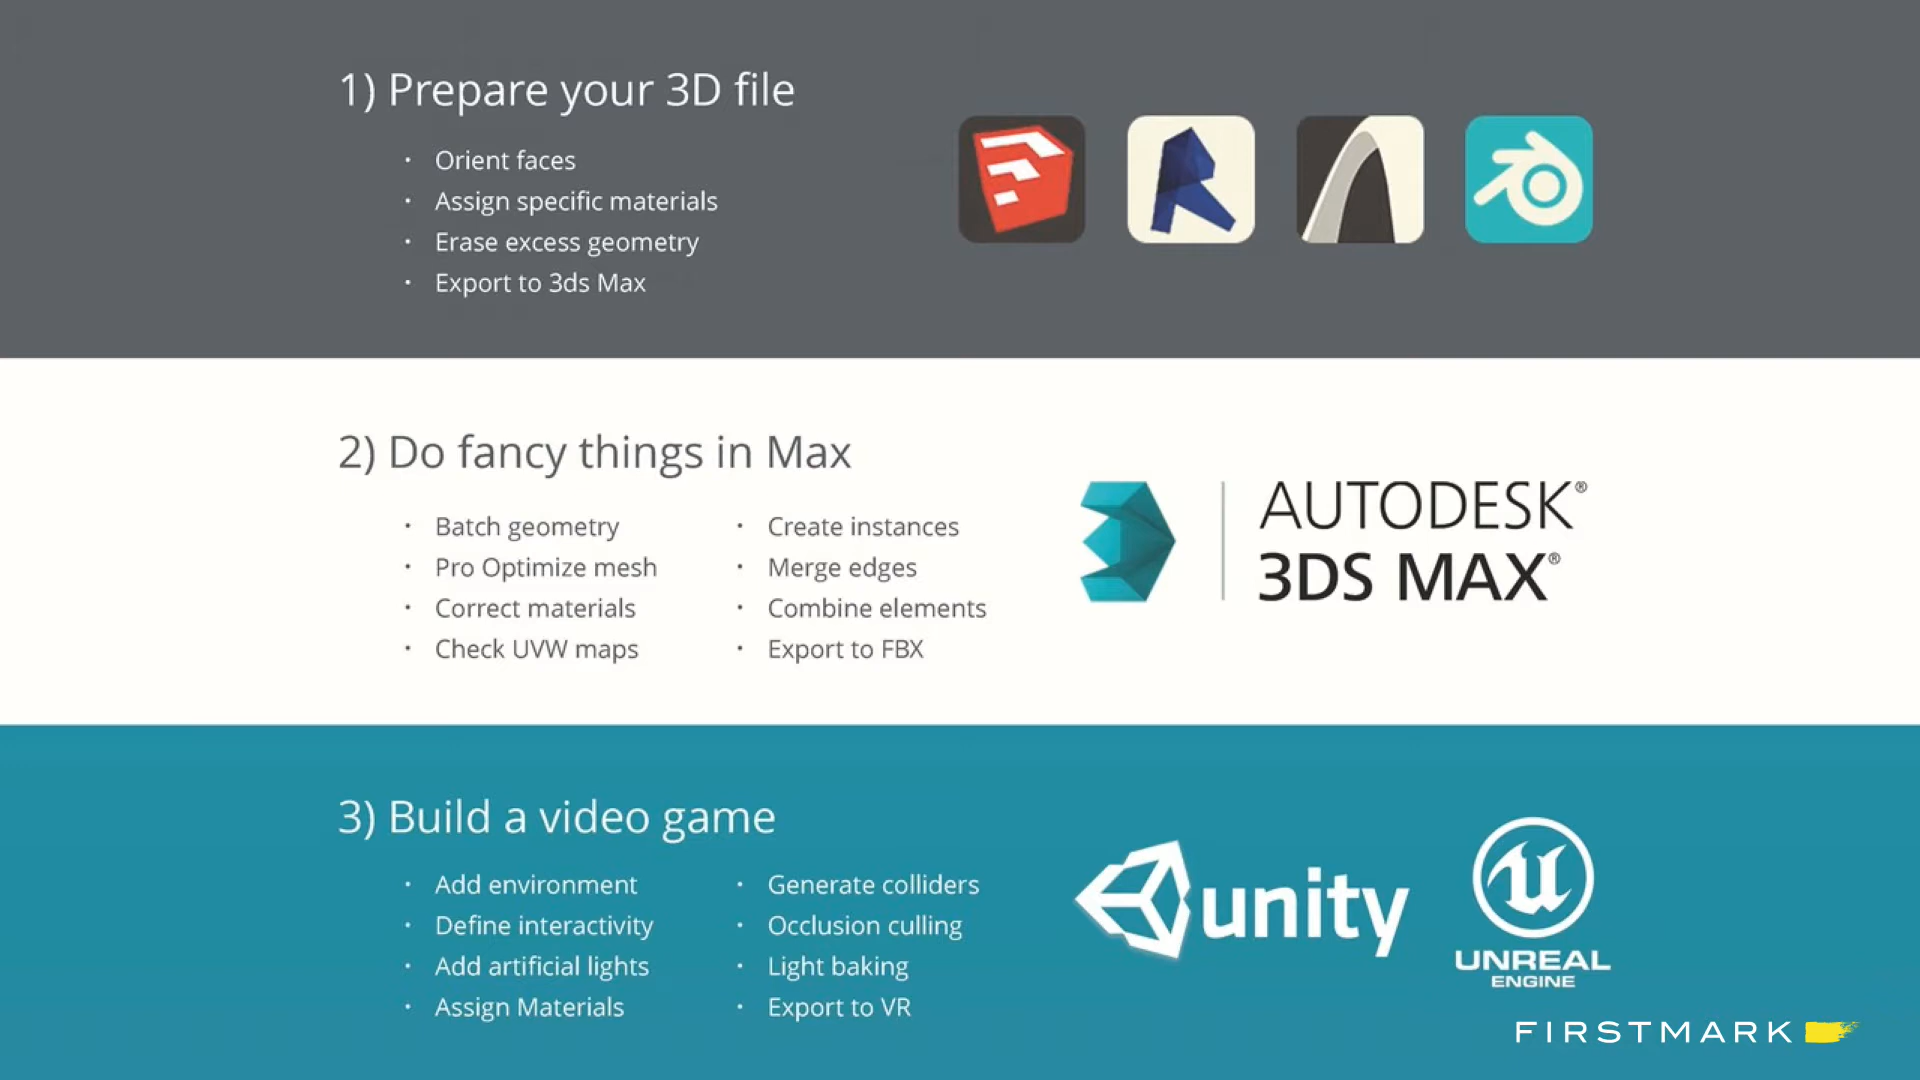 1) Prepare your 3D file
· Orient faces
· Assign specific materials
· Erase excess geometry
· Export to 3ds Max
2) Do fancy things in Max
· Batch geometry
· Pro Optimize mesh
· Correct materials
· Check UVW maps
· Create instances
· Merge edges
· Combine elements
· Export to FBX
AUTODESK®
3DS MAX®
3) Build a video game
· Add environment
· Define interactivity
· Add artificial lights
· Assign Materials
· Generate colliders
· Occlusion culling
· Light baking
· Export to VR
unity
UNREAL
ENGINE
FIRSTMARK